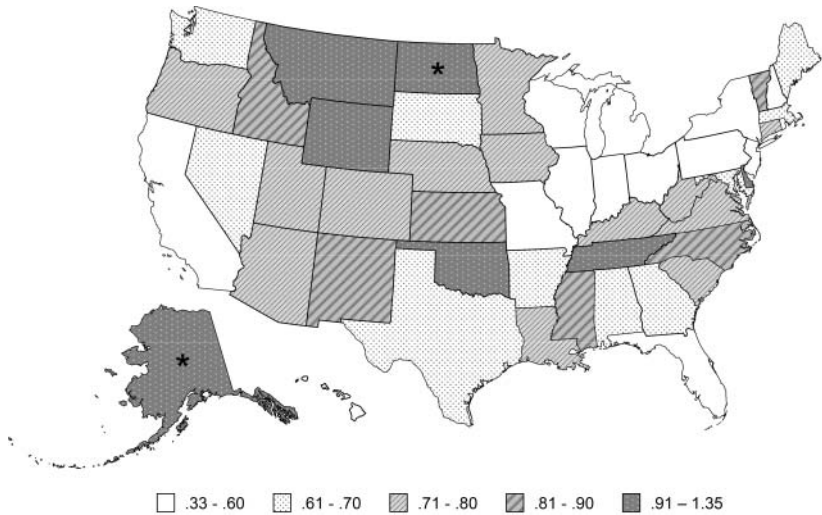 *
*
.33 - .60 .61 - .70 .71 - .80 .81 - .90 .91 – 1.35